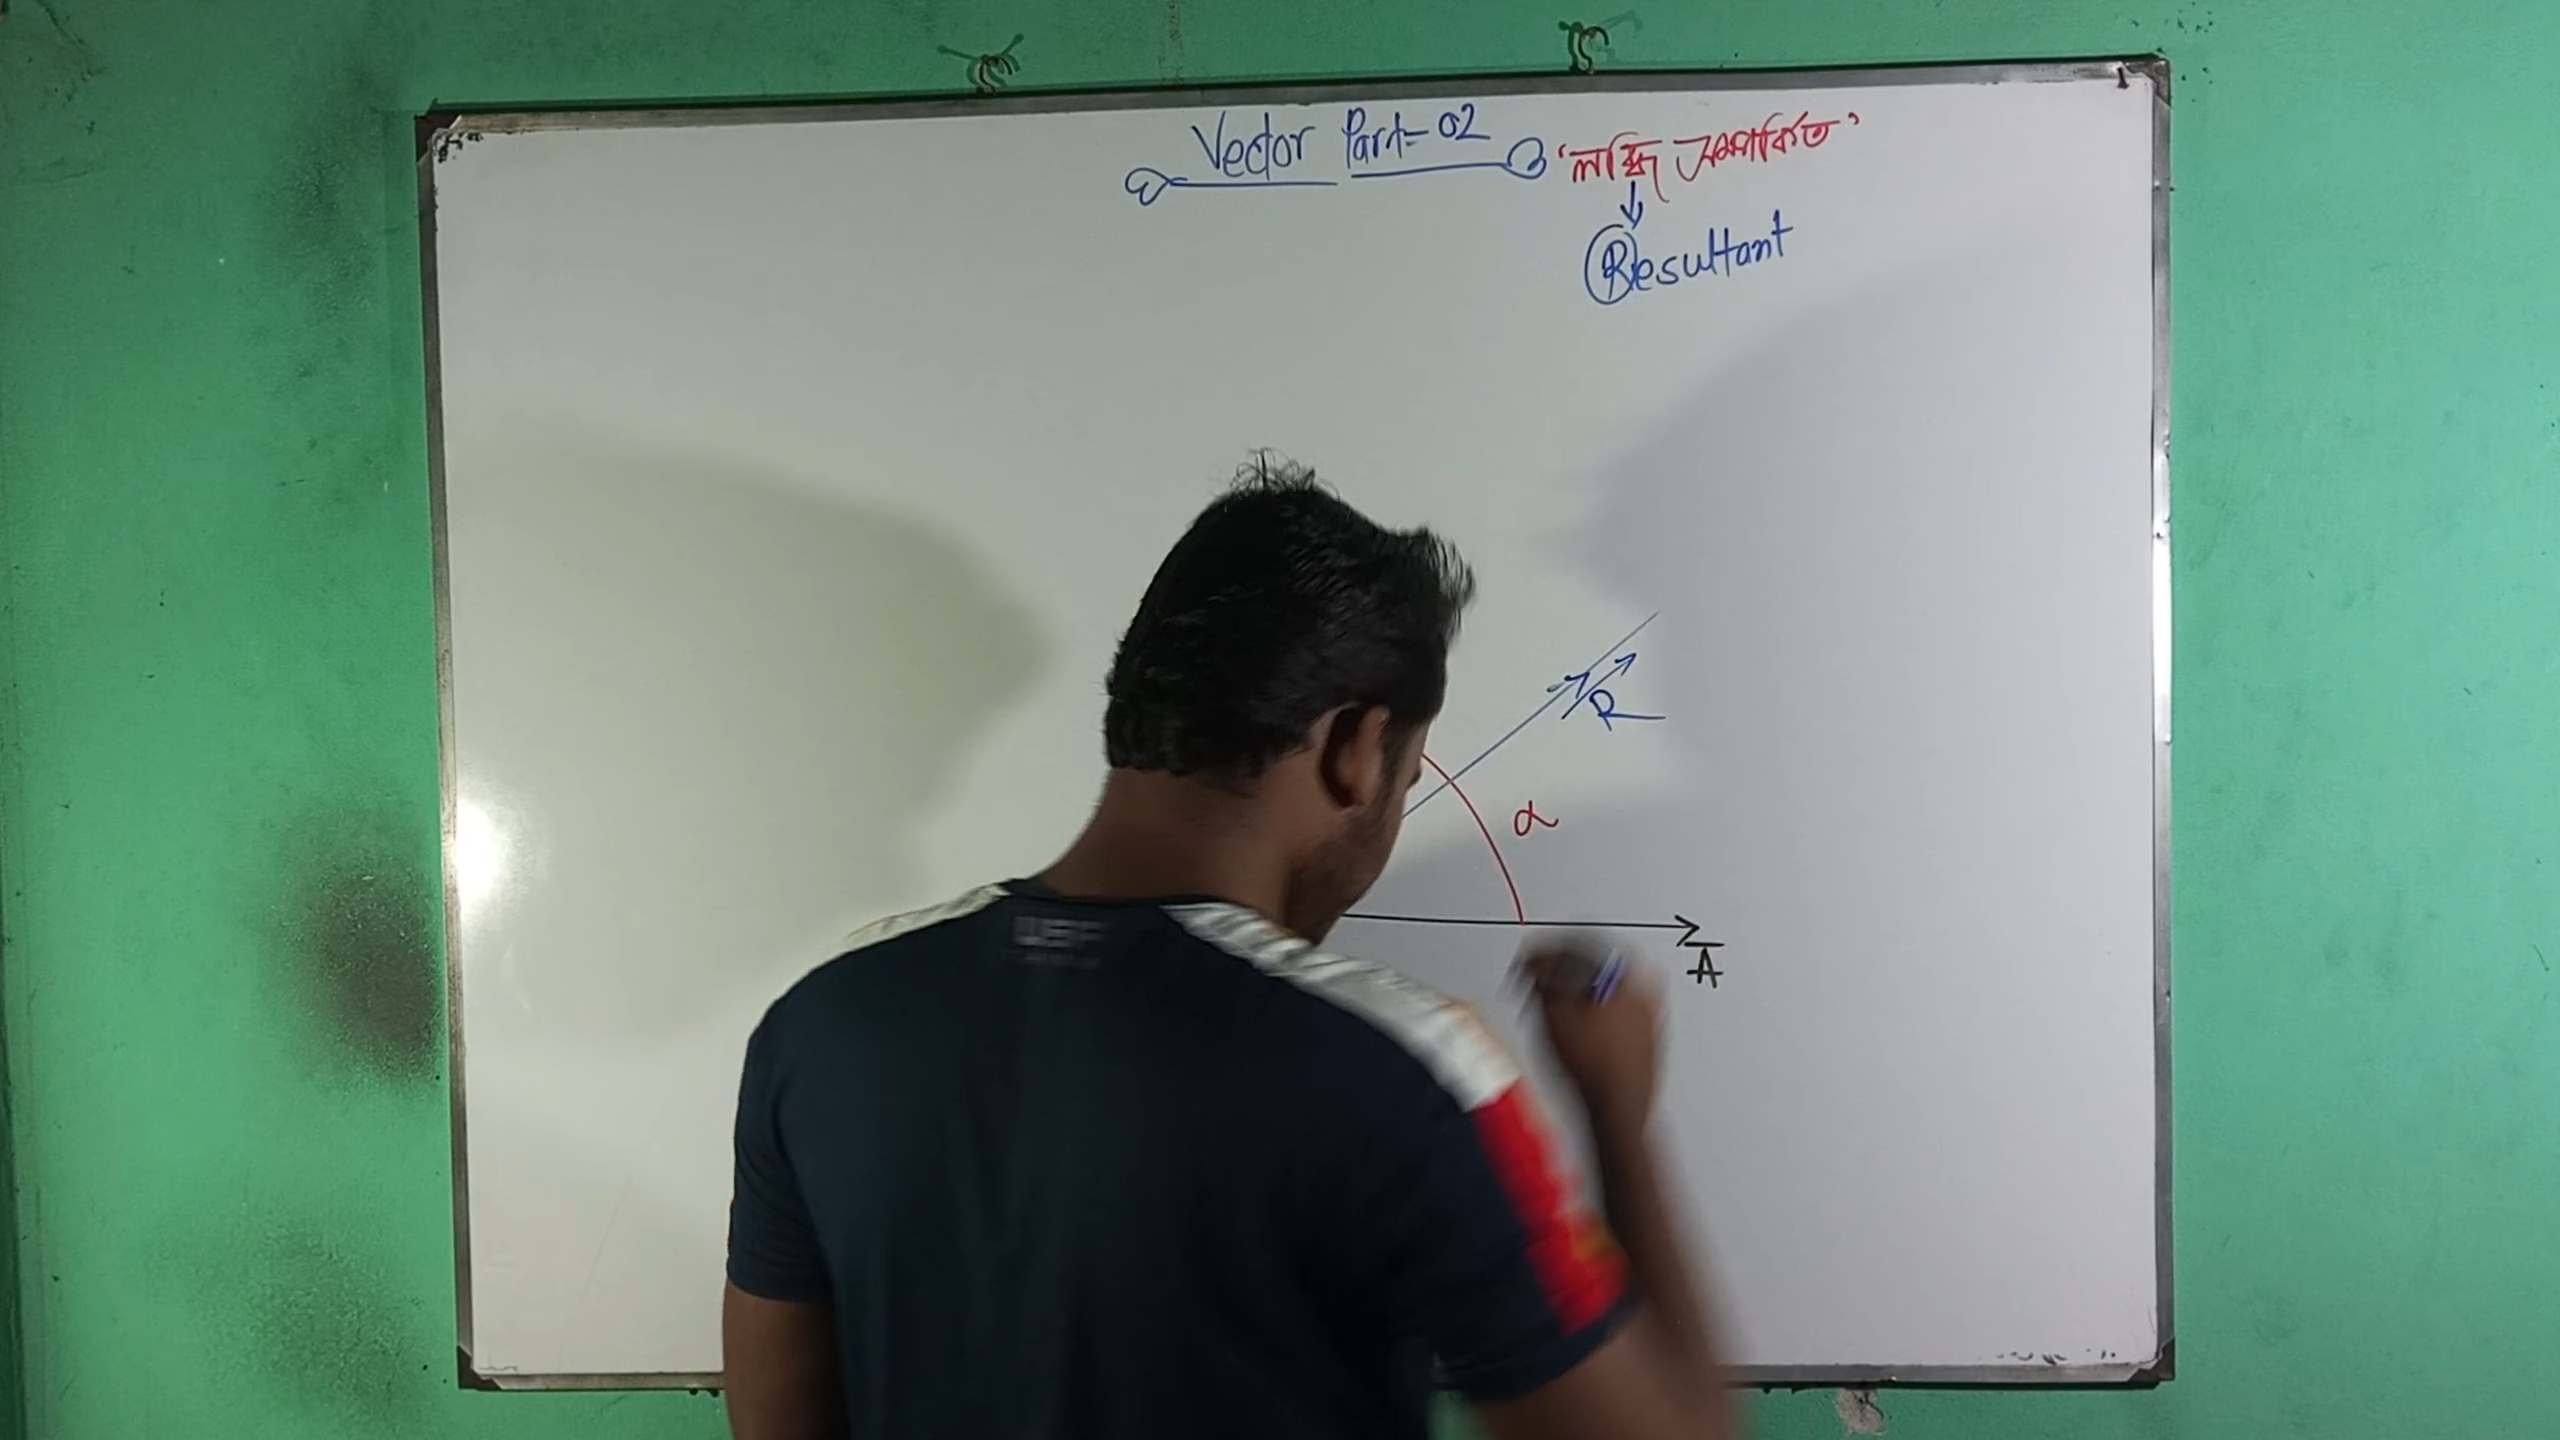 Vector Part-02 'লব্ধি সম্পর্কিত'
↓
Resultant
R
α
A